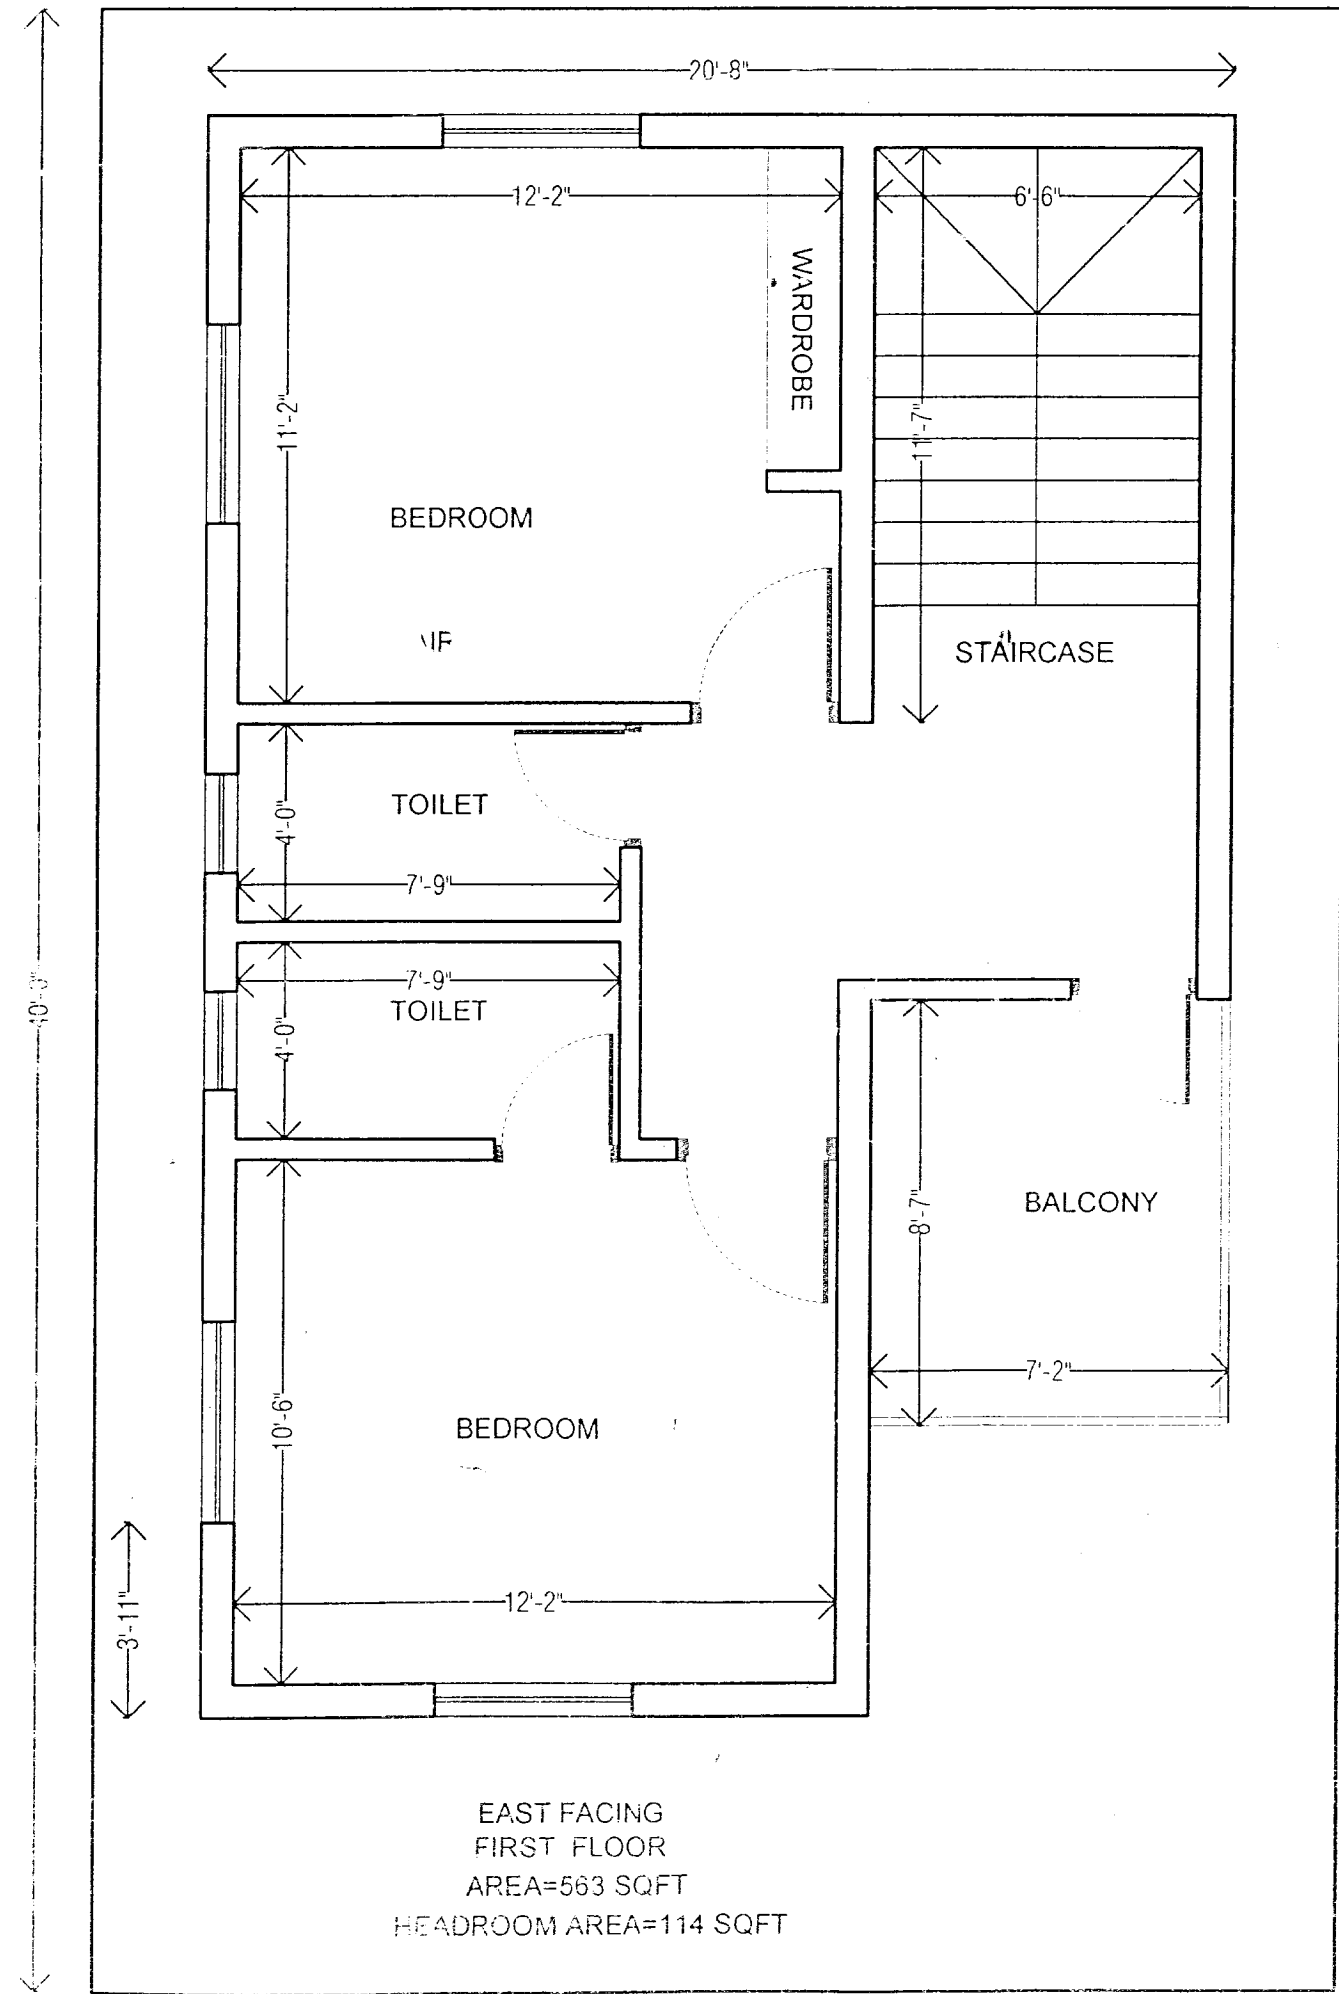 20'-8"
12'-2"
6'-6"
WARDROBE
11'-2"
11'-7"
BEDROOM
STAIRCASE
TOILET
4'-0"
7'-9"
7'-9"
TOILET
4'-0"
8'-7"
BALCONY
7'-2"
10'-6"
BEDROOM
12'-2"
3'-11"
EAST FACING
FIRST FLOOR
AREA=563 SQFT
HEADROOM AREA=114 SQFT